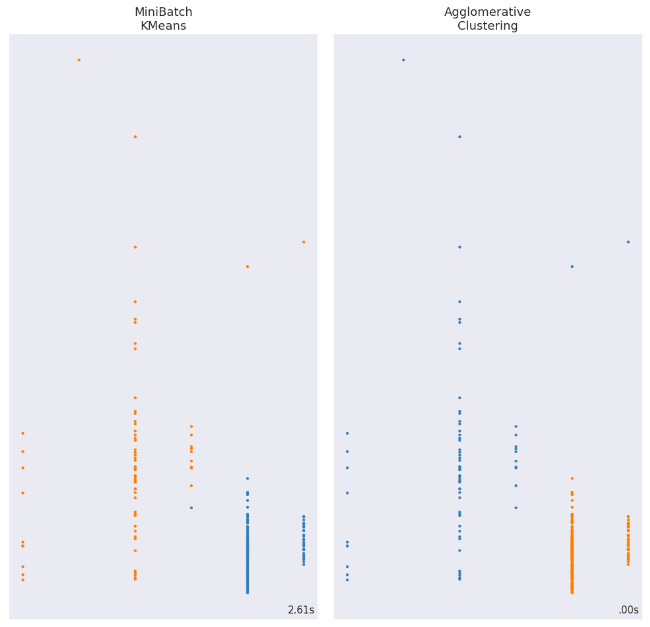 MiniBatch
KMeans
Agglomerative
Clustering
2.61s
.00s